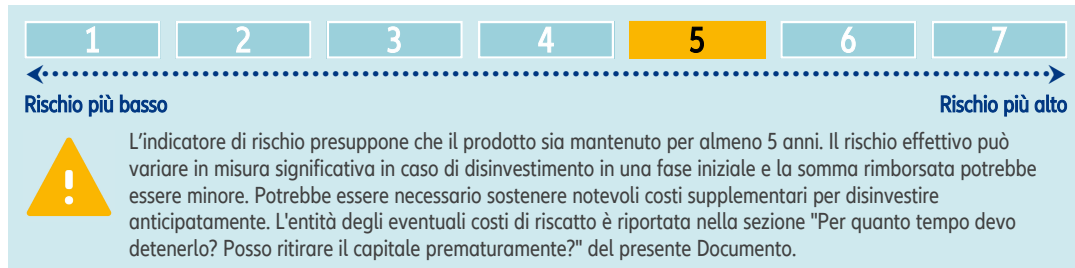 1 2 3 4 5 6 7
Rischio più basso Rischio più alto
L'indicatore di rischio presuppone che il prodotto sia mantenuto per almeno 5 anni. Il rischio effettivo può
variare in misura significativa in caso di disinvestimento in una fase iniziale e la somma rimborsata potrebbe
essere minore. Potrebbe essere necessario sostenere notevoli costi supplementari per disinvestire
anticipatamente. L'entità degli eventuali costi di riscatto è riportata nella sezione "Per quanto tempo devo
detenerlo? Posso ritirare il capitale prematuramente?" del presente Documento.